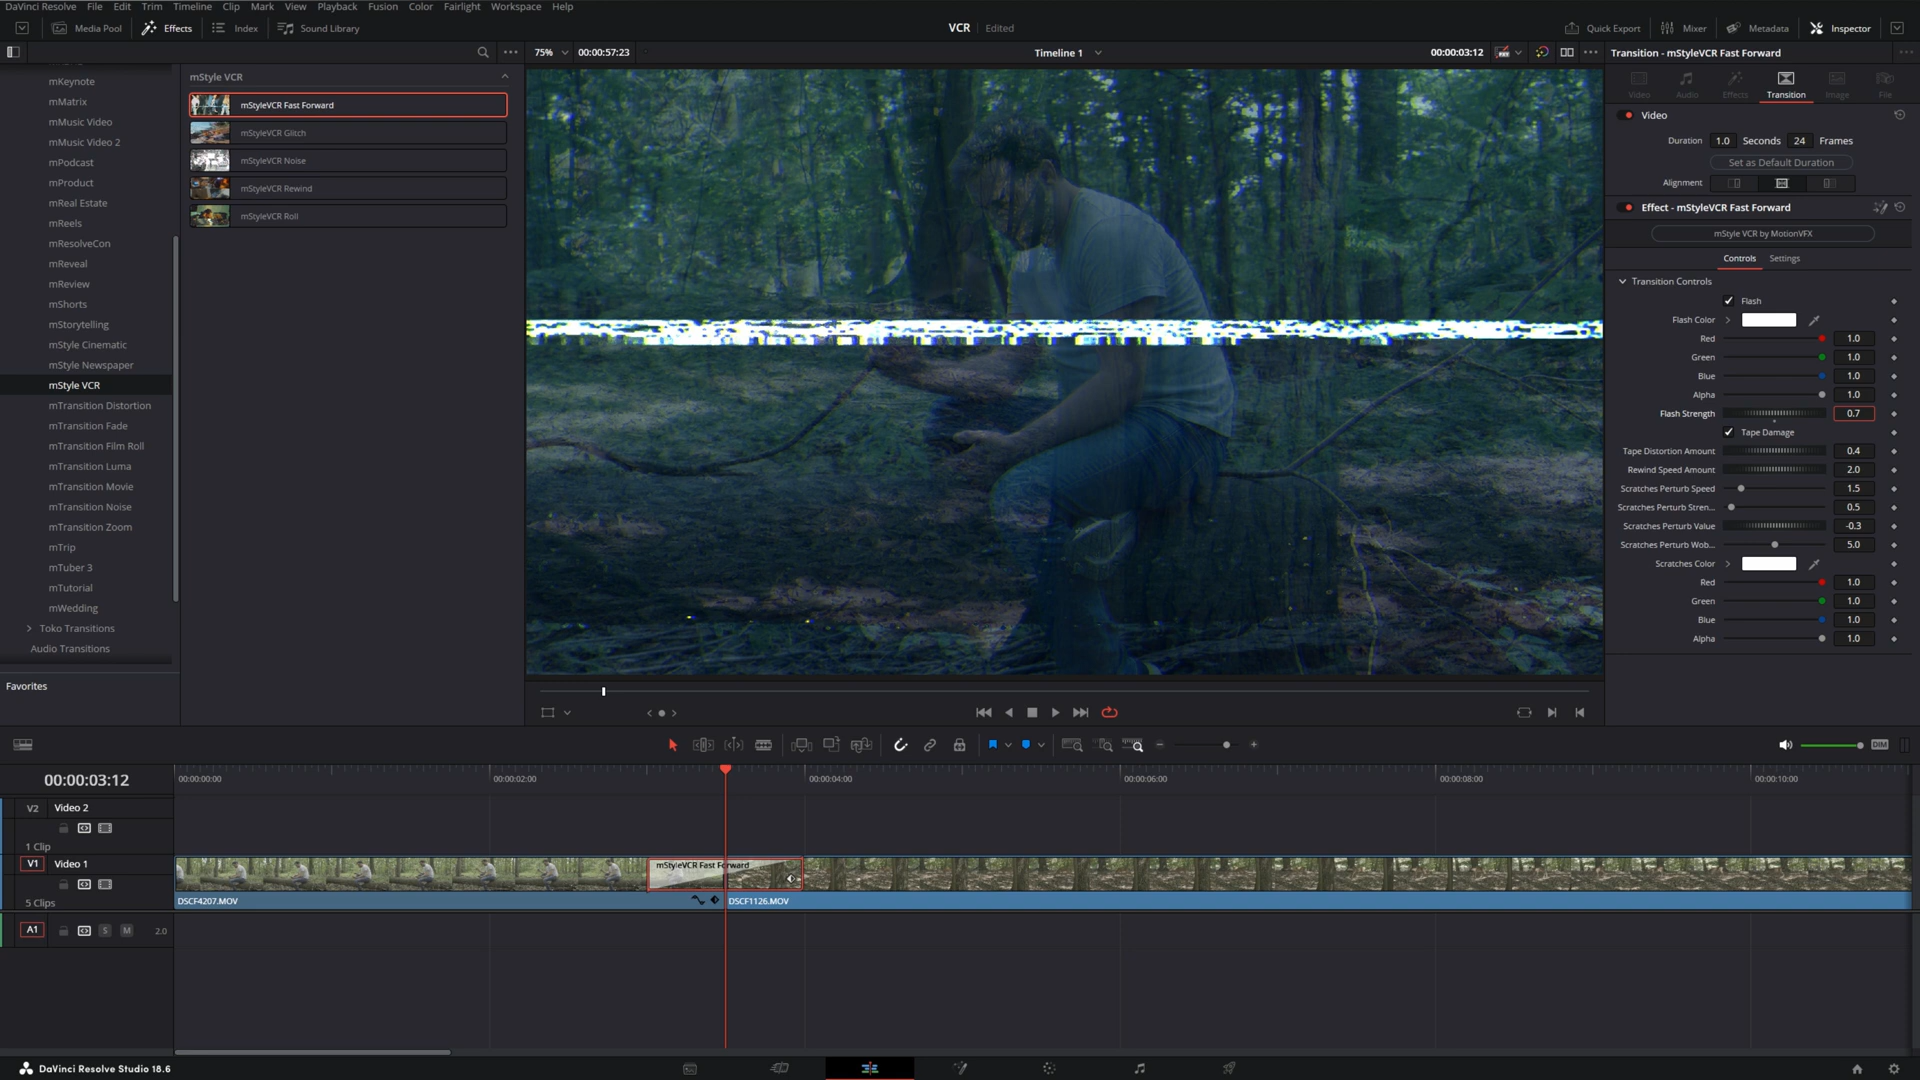 DaVinci Resolve File Edit Trim Timeline Clip Mark View Playback Fusion Color Fairlight Workspace Help
Media Pool Effects Index Sound Library VCR Edited Quick Export Mixer Metadata Inspector
75% 00:00:57:23 Timeline 1 00:00:03:12 Transition - mStyleVCR Fast Forward
mKeynote
mMatrix
mMusic Video
mMusic Video 2
mPodcast
mProduct
mReal Estate
mReels
mResolveCon
mReveal
mReview
mShorts
mStorytelling
mStyle Cinematic
mStyle Newspaper
mStyle VCR
mTransition Distortion
mTransition Fade
mTransition Film Roll
mTransition Luma
mTransition Movie
mTransition Noise
mTransition Zoom
mTrip
mTuber 3
mTutorial
mWedding
Toko Transitions
Audio Transitions
Favorites
mStyle VCR
mStyleVCR Fast Forward
mStyleVCR Glitch
mStyleVCR Noise
mStyleVCR Rewind
mStyleVCR Roll
Video Audio Effects Transition Image File
Video
Duration 1.0 Seconds 24 Frames
Set as Default Duration
Alignment
Effect - mStyleVCR Fast Forward
mStyle VCR by MotionVFX
Controls Settings
Transition Controls
Flash
Flash Color
Red 1.0
Green 1.0
Blue 1.0
Alpha 1.0
Flash Strength 0.7
Tape Damage
Tape Distortion Amount 0.4
Rewind Speed Amount 2.0
Scratches Perturb Speed 1.5
Scratches Perturb Stren... 0.5
Scratches Perturb Value -0.3
Scratches Perturb Wob... 5.0
Scratches Color
Red 1.0
Green 1.0
Blue 1.0
Alpha 1.0
DIM
00:00:03:12 00:00:00:00 00:00:02:00 00:00:04:00 00:00:06:00 00:00:08:00 00:00:10:00
V2 Video 2
1 Clip
V1 Video 1 mStyleVCR Fast Forward
5 Clips DSCF4207.MOV DSCF1126.MOV
A1 S M 2.0
DaVinci Resolve Studio 18.6